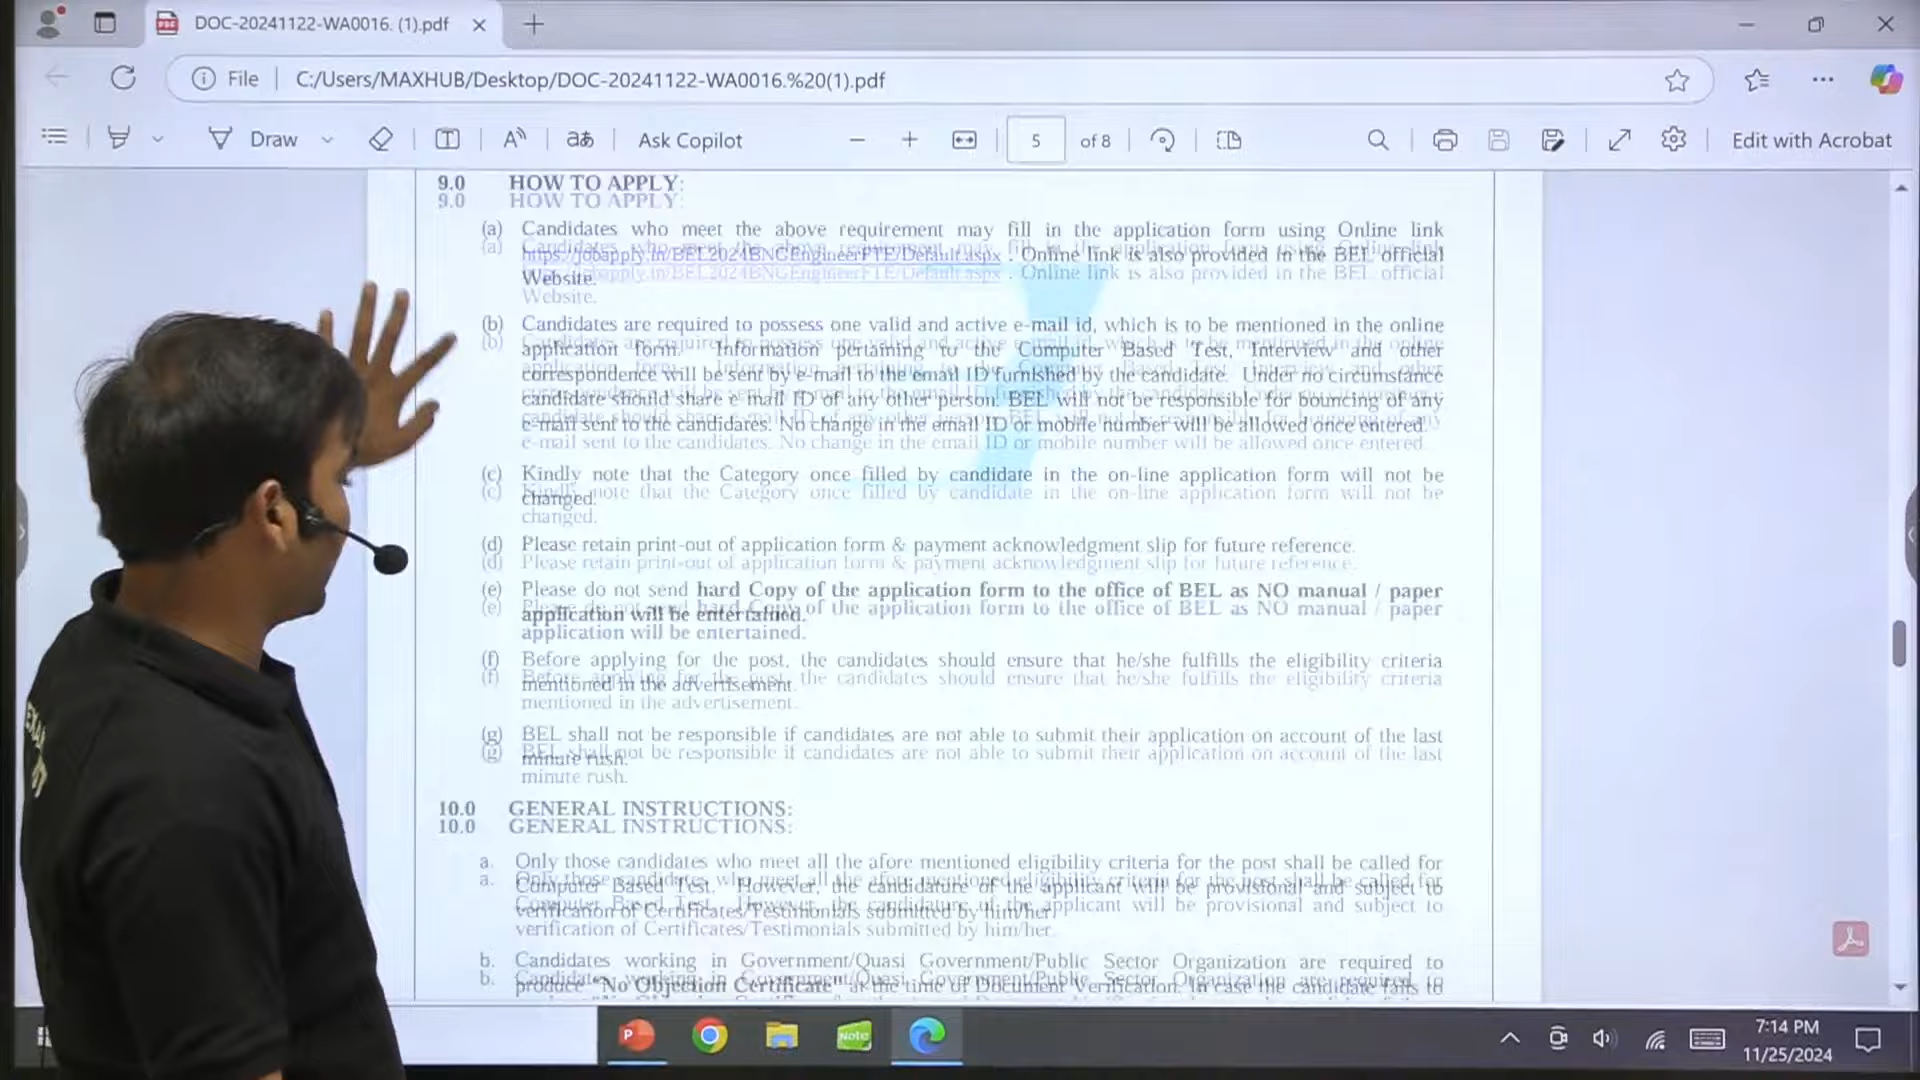 DOC-20241122-WA0016. (1).pdf
File
C:/Users/MAXHUB/Desktop/DOC-20241122-WA0016.%20(1).pdf
Draw
Ask Copilot
5 of 8
Edit with Acrobat
9.0 HOW TO APPLY:
(a) Candidates who meet the above requirement may fill in the application form using Online link
https://jobapply.in/BEL2024BNGEngineerFTE/Default.aspx . Online link is also provided in the BEL official
Website.
(b) Candidates are required to possess one valid and active e-mail id, which is to be mentioned in the online
application form. Information pertaining to the Computer Based Test, Interview and other
correspondence will be sent by e-mail to the email ID furnished by the candidate. Under no circumstance
candidate should share e-mail ID of any other person. BEL will not be responsible for bouncing of any
e-mail sent to the candidates. No change in the email ID or mobile number will be allowed once entered.
(c) Kindly note that the Category once filled by candidate in the on-line application form will not be
changed.
(d) Please retain print-out of application form & payment acknowledgment slip for future reference.
(e) Please do not send hard Copy of the application form to the office of BEL as NO manual / paper
application will be entertained.
(f) Before applying for the post, the candidates should ensure that he/she fulfills the eligibility criteria
mentioned in the advertisement.
(g) BEL shall not be responsible if candidates are not able to submit their application on account of the last
minute rush.
10.0 GENERAL INSTRUCTIONS:
a. Only those candidates who meet all the afore mentioned eligibility criteria for the post shall be called for
Computer Based Test. However, the candidature of the applicant will be provisional and subject to
verification of Certificates/Testimonials submitted by him/her.
b. Candidates working in Government/Quasi Government/Public Sector Organization are required to
produce "No Objection Certificate" at the time of Document Verification. In case the candidate fails to
7:14 PM
11/25/2024